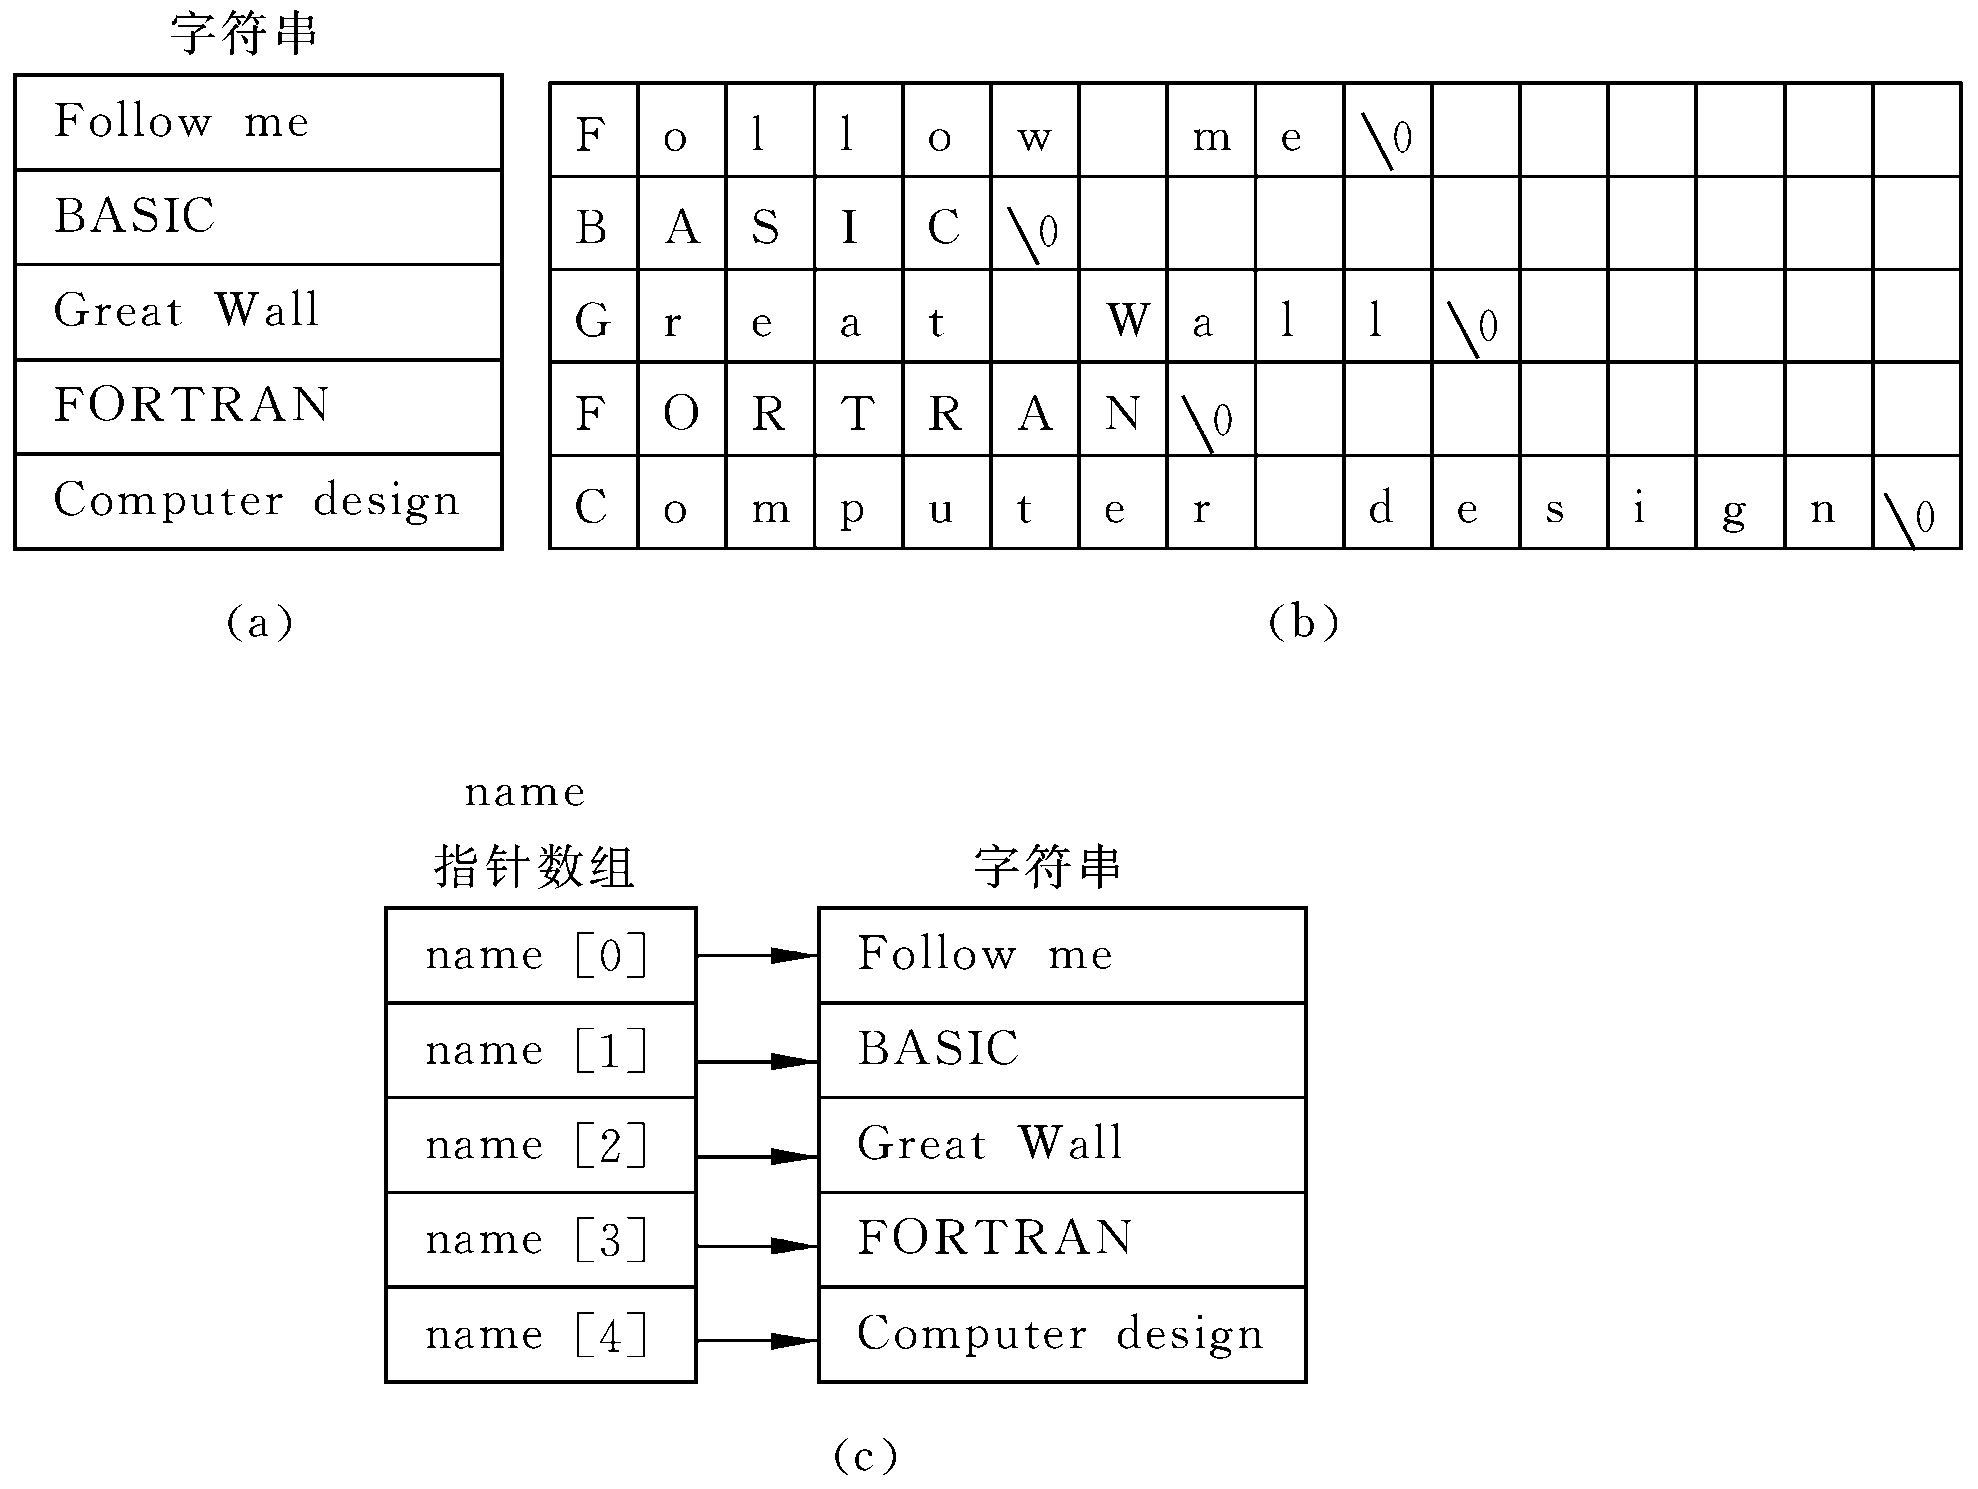 字符串
Follow me
BASIC
Great Wall
FORTRAN
Computer design
(a)
F o l l o w   m e \0
B A S I C \0
G r e a t   W a l l \0
F O R T R A N \0
C o m p u t e r   d e s i g n \0
(b)
name
指针数组
name [0]
name [1]
name [2]
name [3]
name [4]
字符串
Follow me
BASIC
Great Wall
FORTRAN
Computer design
(c)